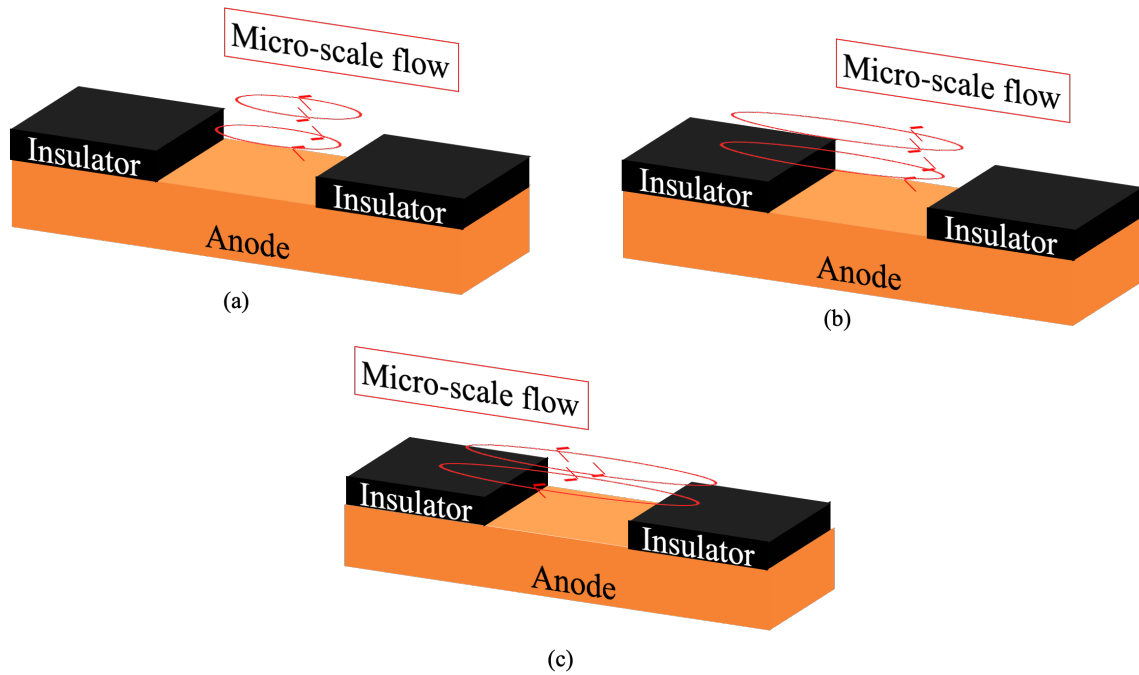 Micro-scale flow
Insulator
Insulator
Anode
(a)
Micro-scale flow
Insulator
Insulator
Anode
(b)
Micro-scale flow
Insulator
Insulator
Anode
(c)